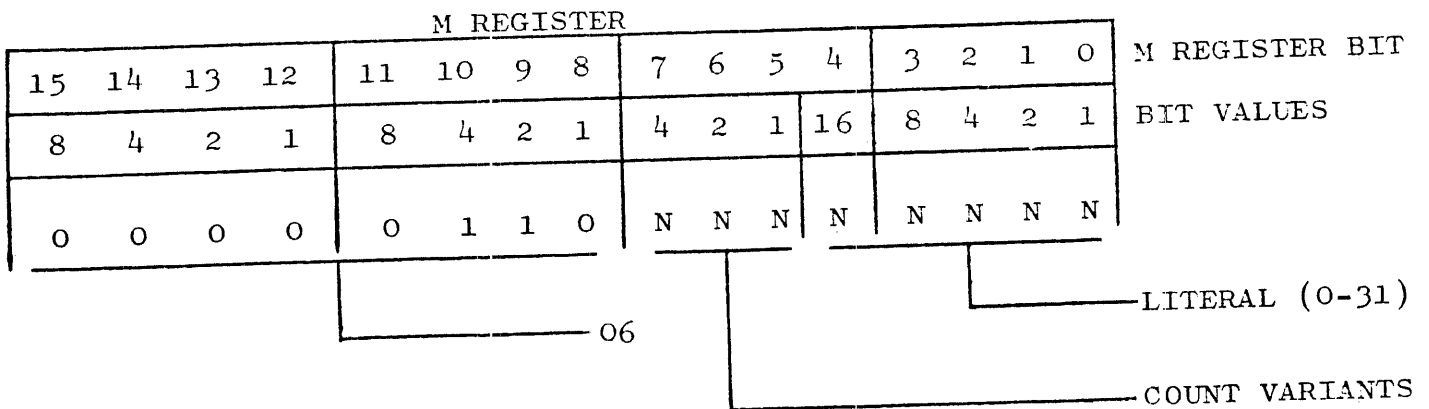 M REGISTER
15 14 13 12 11 10 9 8 7 6 5 4 3 2 1 0 M REGISTER BIT
8 4 2 1 8 4 2 1 4 2 1 16 8 4 2 1 BIT VALUES
0 0 0 0 0 1 1 0 N N N N N N N N
LITERAL (0-31)
06
COUNT VARIANTS